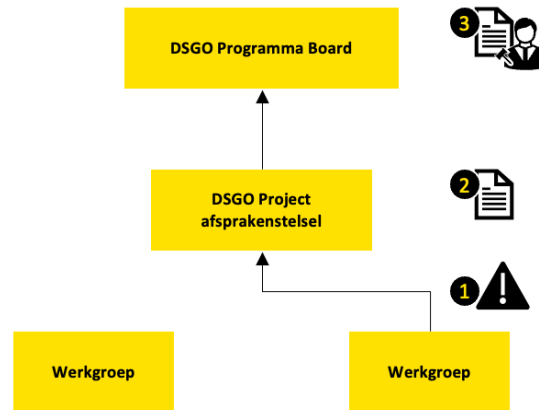 DSGO Programma Board
3
DSGO Project
afsprakenstelsel
2
1
Werkgroep
Werkgroep